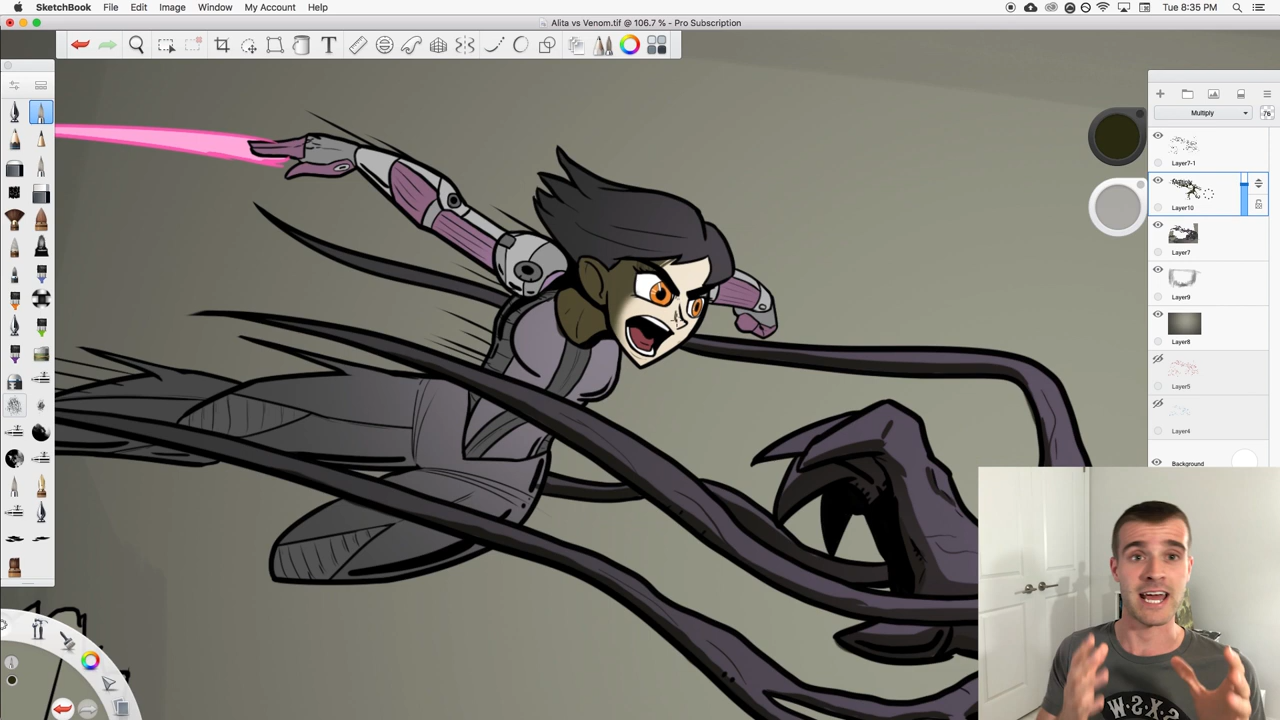 SketchBook File Edit Image Window My Account Help Tue 8:35 PM
Alita vs Venom.tif @ 106.7 % - Pro Subscription
T
Multiply
76
Layer7-1
Layer10
Layer7
Layer9
Layer8
Layer5
Layer4
Background
S.X.S.W